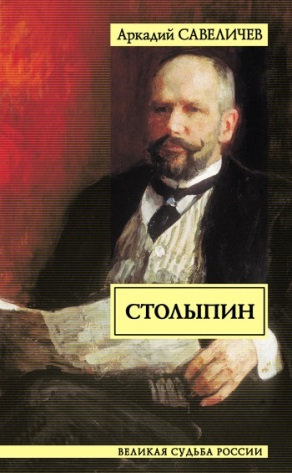 Аркадий САВЕЛИЧЕВ
СТОЛЫПИН
ВЕЛИКАЯ СУДЬБА РОССИИ